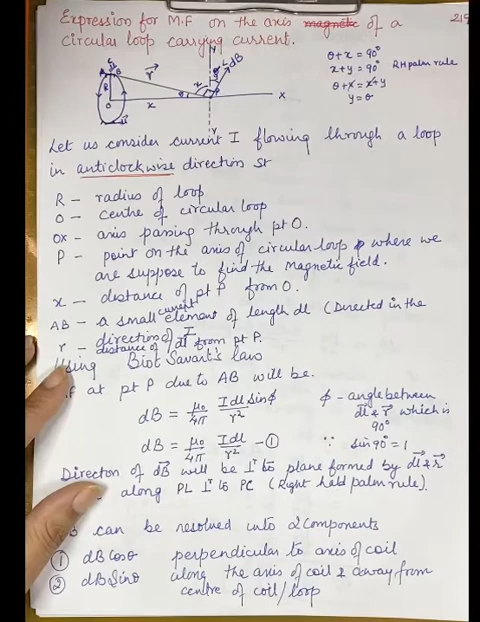 Expression for M.F on the axis magnetic of a
circular loop carrying current.
219
θ + x = 90°
x + y = 90°
θ + x = x + y
y = θ
RH palm rule
Let us consider current I flowing through a loop
in anticlockwise direction st
R – radius of loop
O – centre of circular loop
OX – axis passing through pt O.
P – point on the axis of circular loop where we
are suppose to find the magnetic field.
x – distance of pt P from O.
AB – a small current element of length dl (Directed in the
direction of I
r – distance of dl from pt P.
Using Biot Savart's law
.F at pt P due to AB will be.
dB = μ0/4π Idl sinϕ/r²
ϕ – angle between
dl & r which is
90°
dB = μ0/4π Idl/r² – ①
∵ sin90° = 1
Direction of dB will be ⊥r to plane formed by dl & r
– along PL ⊥r to PC (Right hald palm rule).
B can be resolved into 2 components
① dBCosθ perpendicular to axis of coil
② dBSinθ along the axis of coil & away from
centre of coil/loop